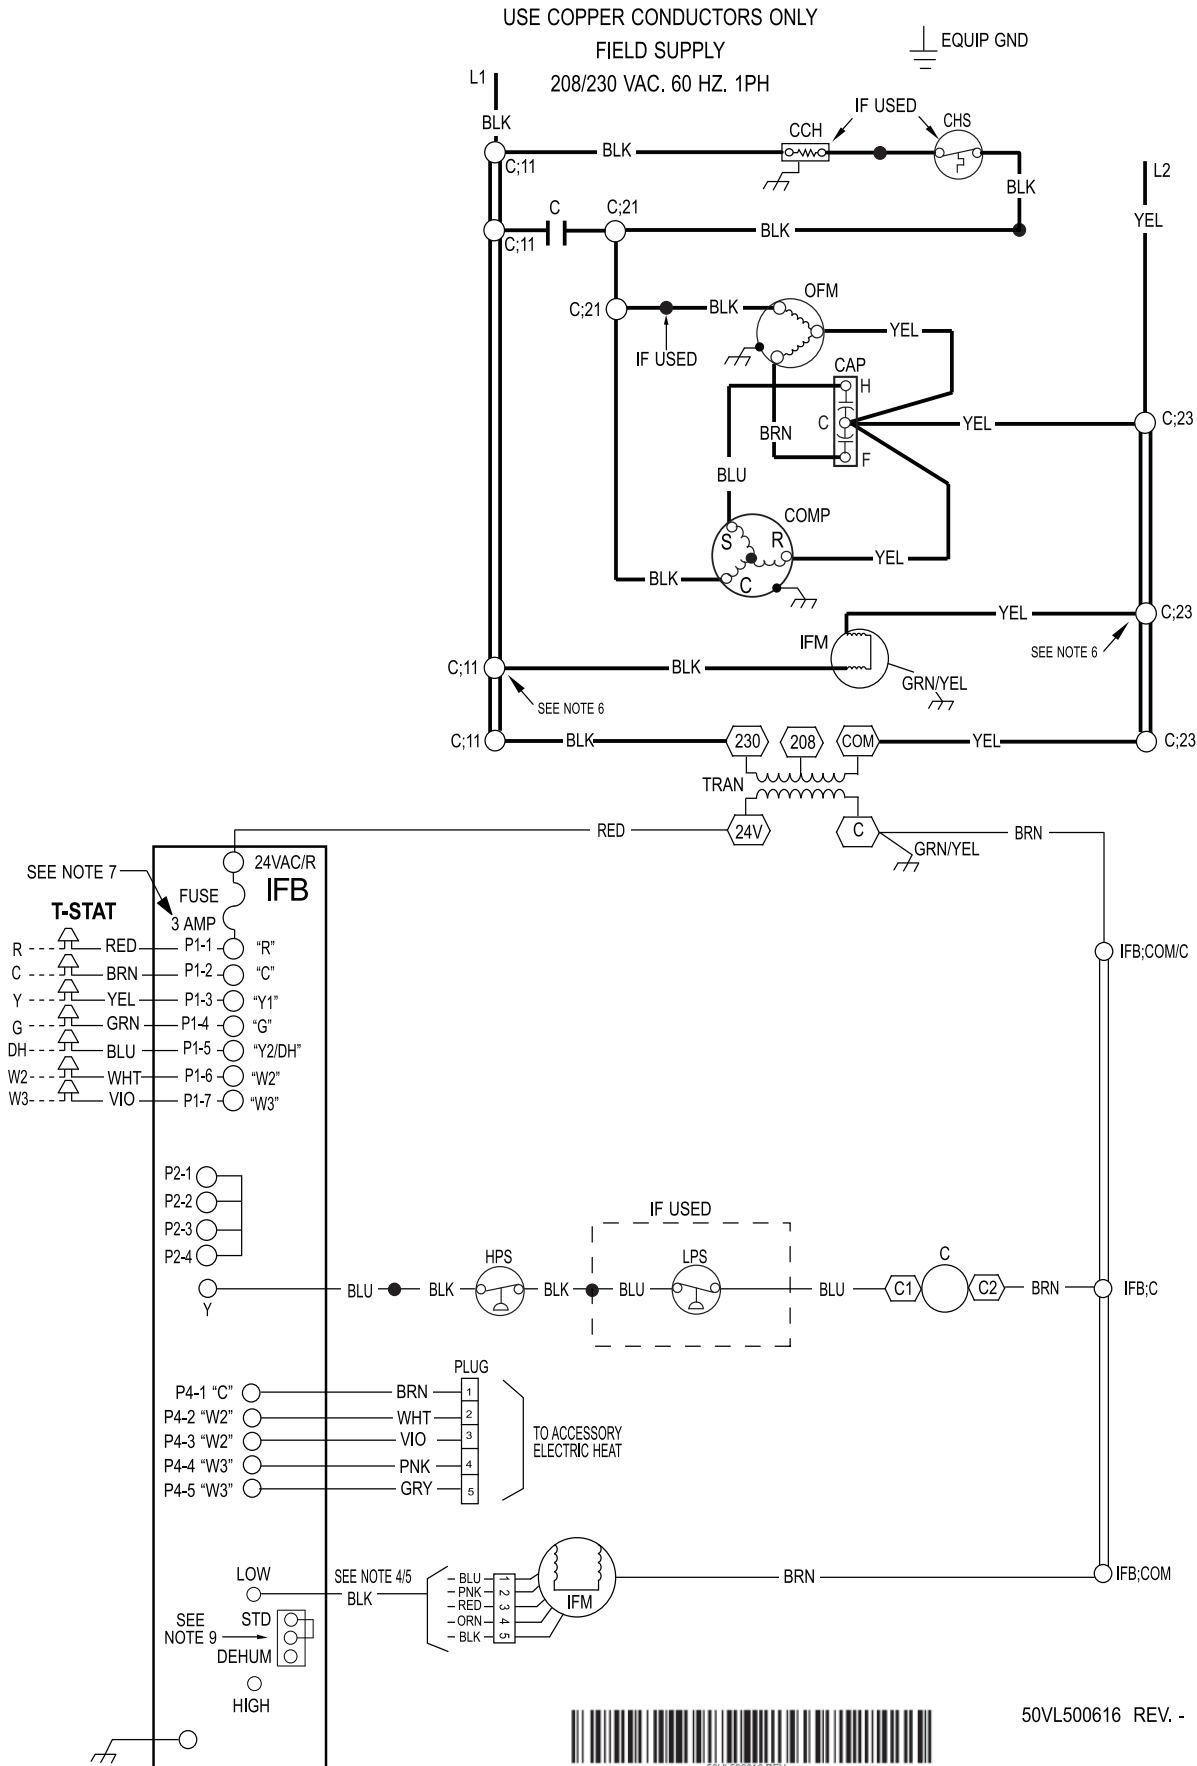 USE COPPER CONDUCTORS ONLY
FIELD SUPPLY
208/230 VAC. 60 HZ. 1PH
EQUIP GND
L1
BLK
IF USED
CCH
CHS
C;11
BLK
BLK
L2
YEL
C
C;21
C;11
BLK
OFM
C;21
BLK
YEL
IF USED
CAP
H
C
YEL
C;23
BRN
F
BLU
COMP
S
R
YEL
BLK
C
YEL
C;23
IFM
SEE NOTE 6
C;11
BLK
GRN/YEL
SEE NOTE 6
C;11
BLK
230
208
COM
YEL
C;23
TRAN
RED
24V
C
BRN
GRN/YEL
24VAC/R
SEE NOTE 7
FUSE
IFB
T-STAT
3 AMP
R
RED
P1-1
“R”
IFB;COM/C
C
BRN
P1-2
“C”
Y
YEL
P1-3
“Y1”
G
GRN
P1-4
“G”
DH
BLU
P1-5
“Y2/DH”
W2
WHT
P1-6
“W2”
W3
VIO
P1-7
“W3”
P2-1
P2-2
P2-3
P2-4
IF USED
HPS
LPS
C
Y
BLU
BLK
BLK
BLU
BLU
C1
C2
BRN
IFB;C
PLUG
P4-1 “C”
BRN
1
P4-2 “W2”
WHT
2
P4-3 “W2”
VIO
3
TO ACCESSORY
ELECTRIC HEAT
P4-4 “W3”
PNK
4
P4-5 “W3”
GRY
5
LOW
SEE NOTE 4/5
BLK
BLU
1
PNK
2
RED
3
ORN
4
BLK
5
IFM
BRN
IFB;COM
SEE
NOTE 9
STD
DEHUM
HIGH
50VL500616 REV. -